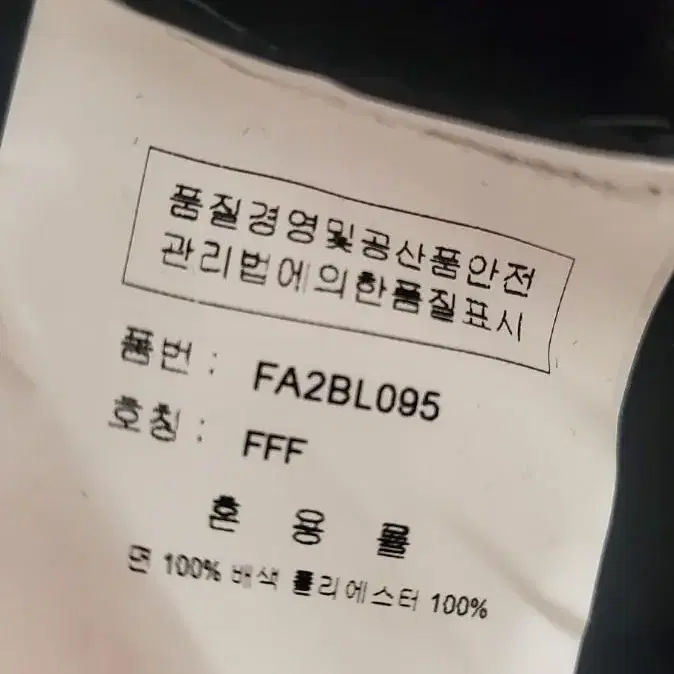 품질경영및공산품안전
관리법에의한품질표시
품번 : FA2BL095
호칭 : FFF
혼 용 률
면 100% 배색 폴리에스터 100%